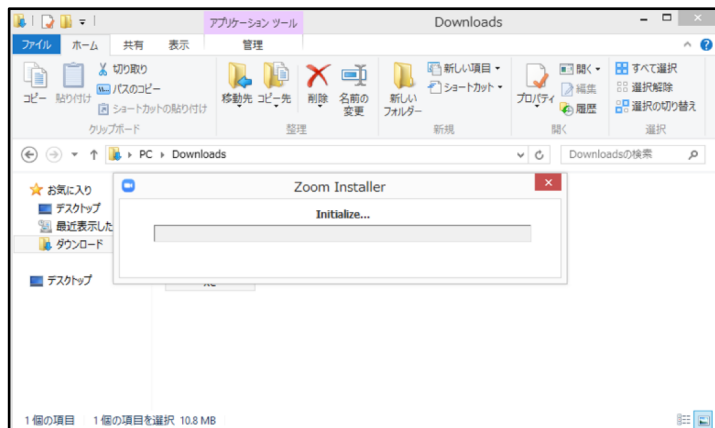 アプリケーション ツール
Downloads
ファイル ホーム 共有 表示 管理
コピー 貼り付け
切り取り
パスのコピー
ショートカットの貼り付け
クリップボード
移動先 コピー先 削除 名前の変更
整理
新しいフォルダー
新しい項目
ショートカット
新規
プロパティ
開く
編集
履歴
開く
すべて選択
選択解除
選択の切り替え
選択
PC Downloads
Downloadsの検索
お気に入り
デスクトップ
最近表示した
ダウンロード
デスクトップ
Zoom Installer
Initialize...
1 個の項目 1 個の項目を選択 10.8 MB